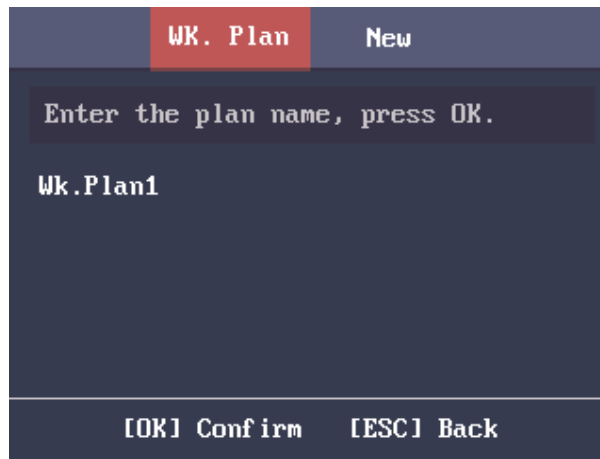 WK. Plan New
Enter the plan name, press OK.
Wk.Plan1
[OK] Confirm [ESC] Back